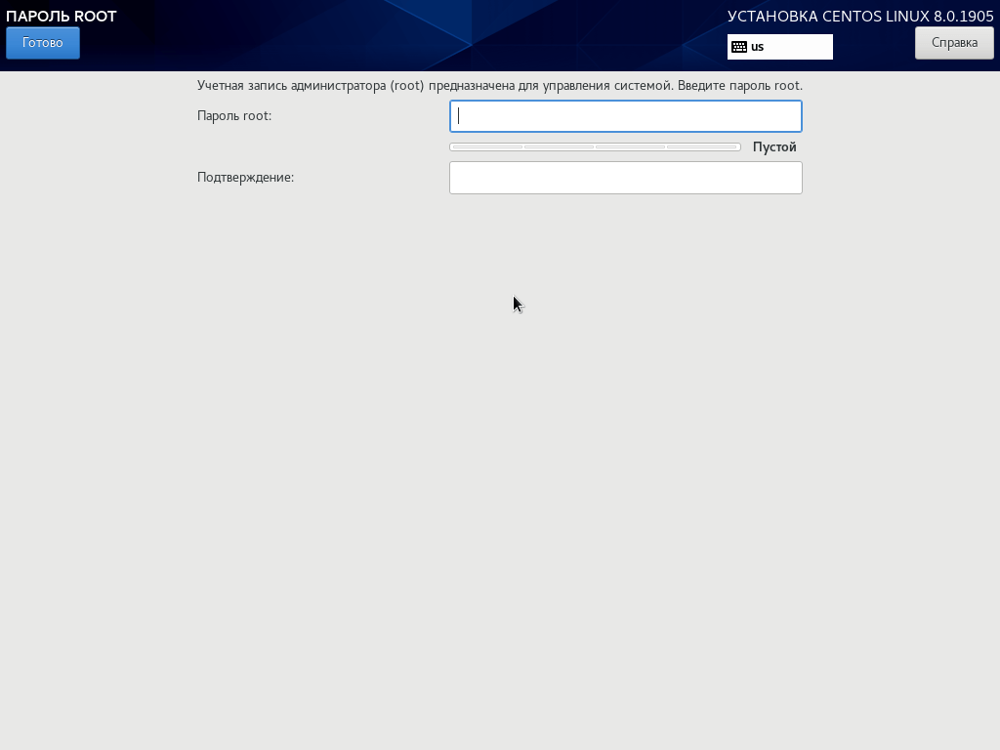 ПАРОЛЬ ROOT
УСТАНОВКА CENTOS LINUX 8.0.1905
Готово
us
Справка
Учетная запись администратора (root) предназначена для управления системой. Введите пароль root.
Пароль root:
Пустой
Подтверждение: